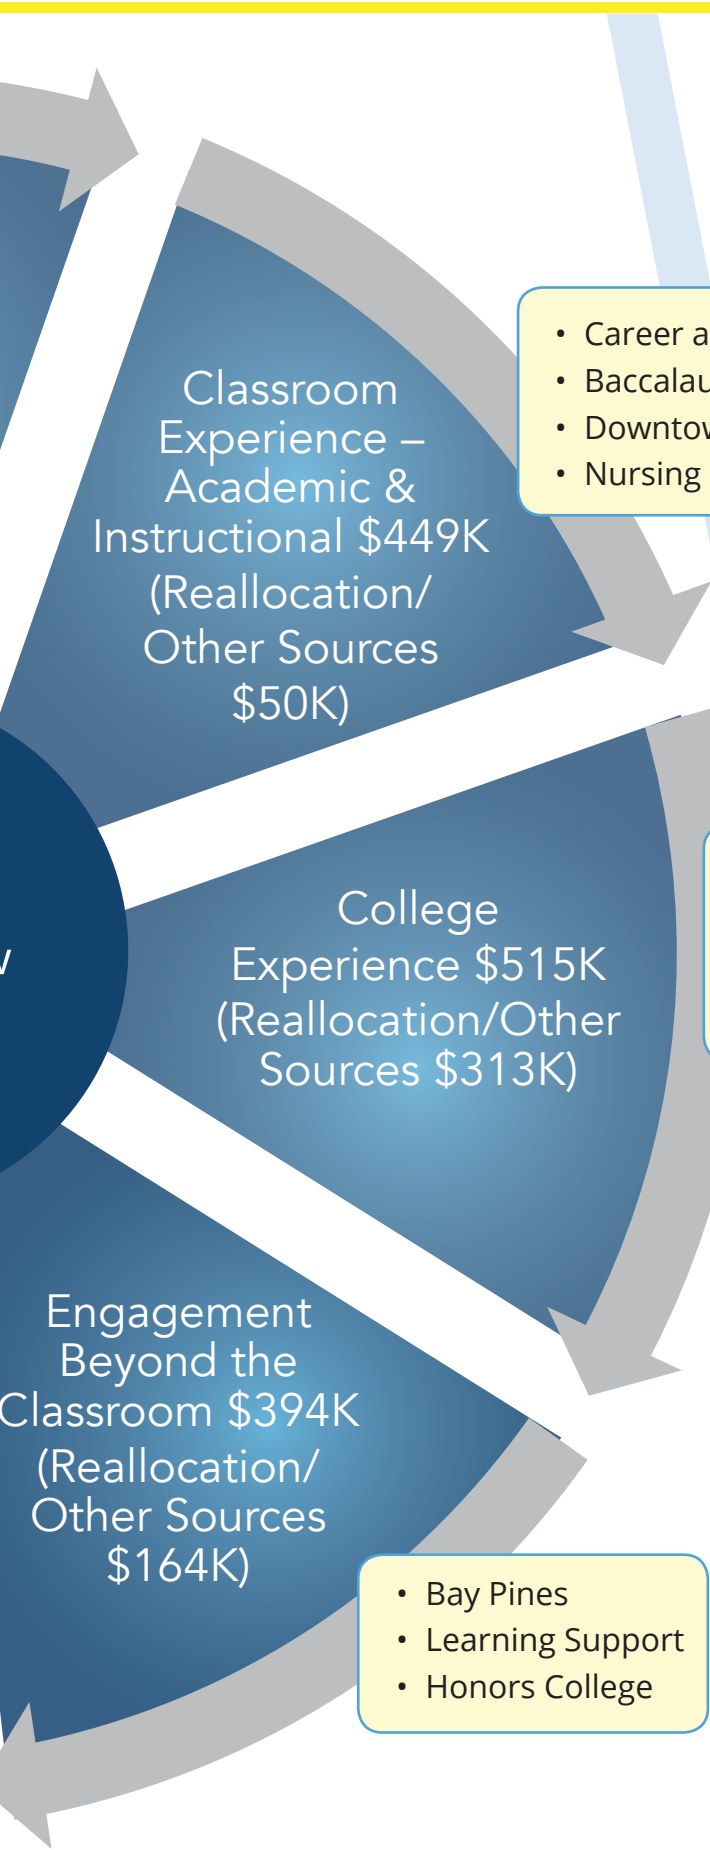 Classroom
Experience –
Academic &
Instructional $449K
(Reallocation/
Other Sources
$50K)
• Career
• 
• 
• Nursing
College
Experience $515K
(Reallocation/Other
Sources $313K)
Engagement
Beyond the
Classroom $394K
(Reallocation/
Other Sources
$164K)
• Bay Pines
• Learning Support
• Honors College